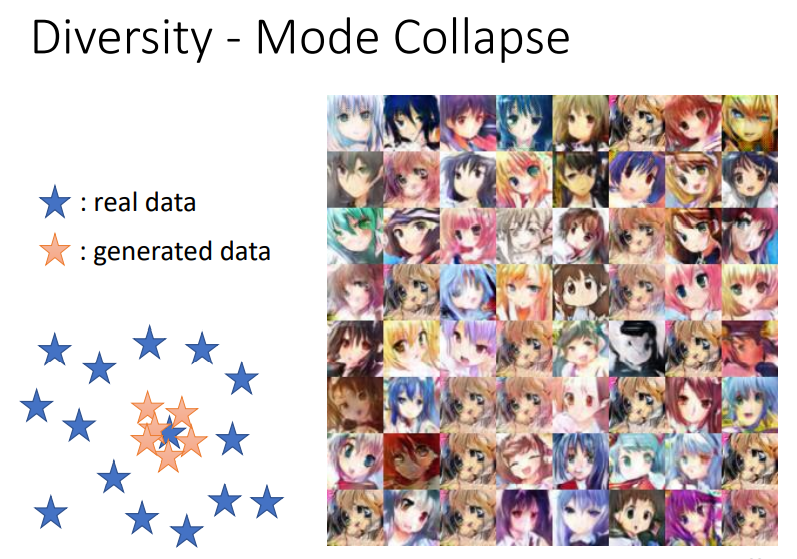 Diversity - Mode Collapse
: real data
: generated data